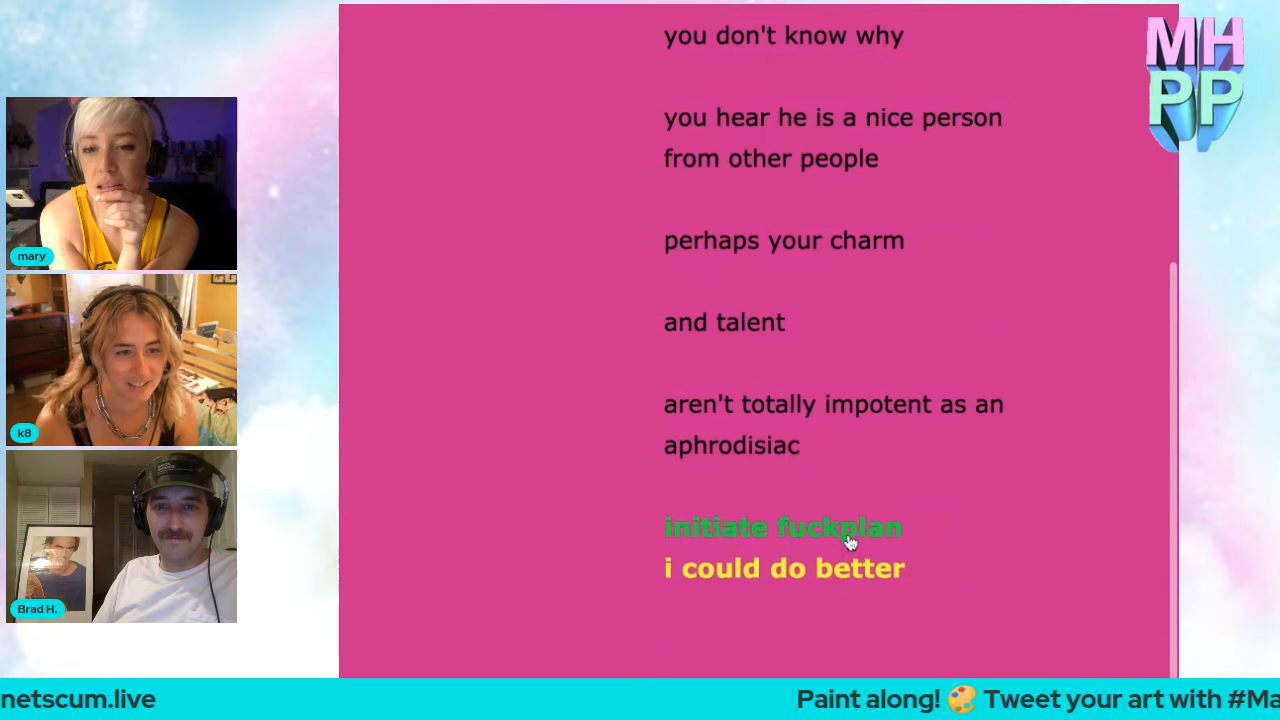 you don't know why
you hear he is a nice person
from other people
perhaps your charm
and talent
aren't totally impotent as an
aphrodisiac
initiate fuckplan
i could do better
MH
PP
mary
k8
Brad H.
netscum.live
Paint along! 🎨 Tweet your art with #Ma